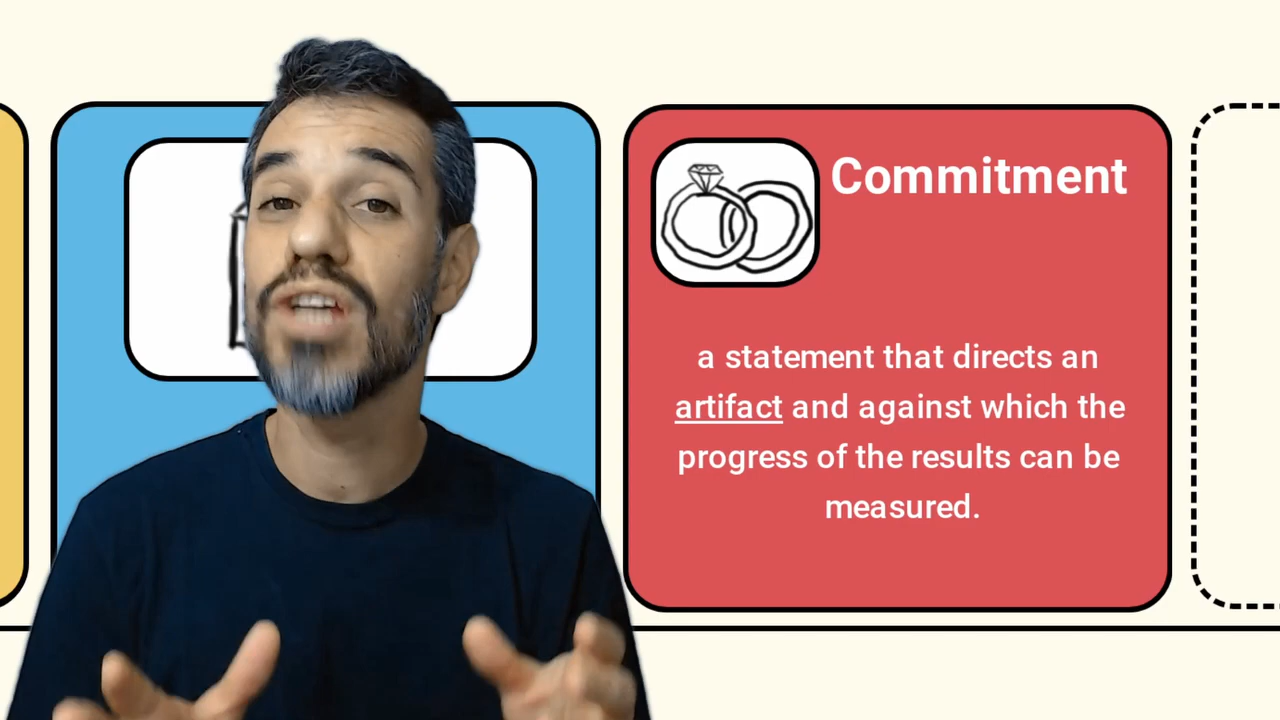 Commitment
a statement that directs an
artifact and against which the
progress of the results can be
measured.